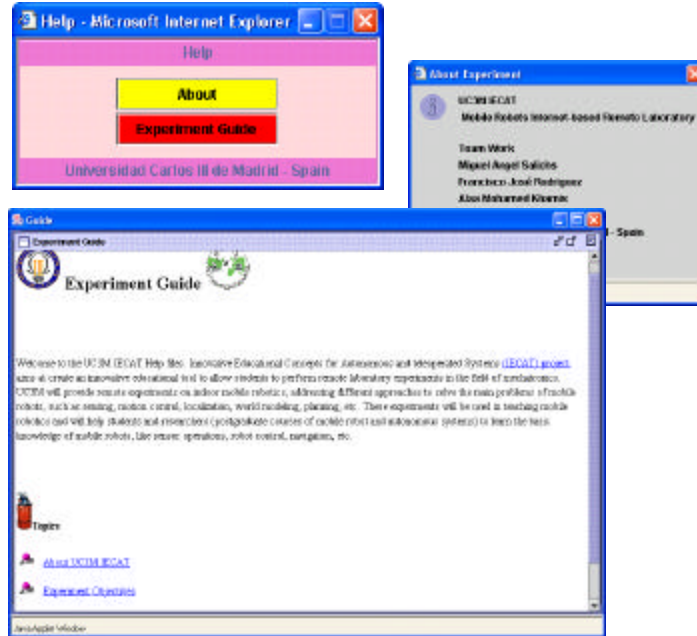 Help - Microsoft Internet Explorer
Help
About
Experiment Guide
Universidad Carlos III de Madrid - Spain
About Experiment
UC3M IECAT
Mobile Robots Internet-based Remote Laboratory
Team Work
Miguel Angel Salichs
Francisco José Rodríguez
Alaa Mohamed Khamis
- Spain
Guide
Experiment Guide
Experiment Guide
Welcome to the UC3M IECAT Help files. Innovative Educational Concepts for Autonomous and teleoperated Systems (IECAT) project
aims at create an innovative educational tool to allow students to perform remote laboratory experiments in the field of mechatronics.
UC3M will provide remote experiments on indoor mobile robotics, addressing different approaches to solve the main problems of mobile
robots, such as sensing, motion control, localization, world modeling, planning, etc. These experiments will be used in teaching mobile
robotics and will help students and researchers (postgraduate courses of mobile robot and autonomous systems) to learn the basic
knowledge of mobile robots, like sensor operations, robot control, navigation, etc.
Topics
About UC3M IECAT
Experiment Objectives
Java Applet Window